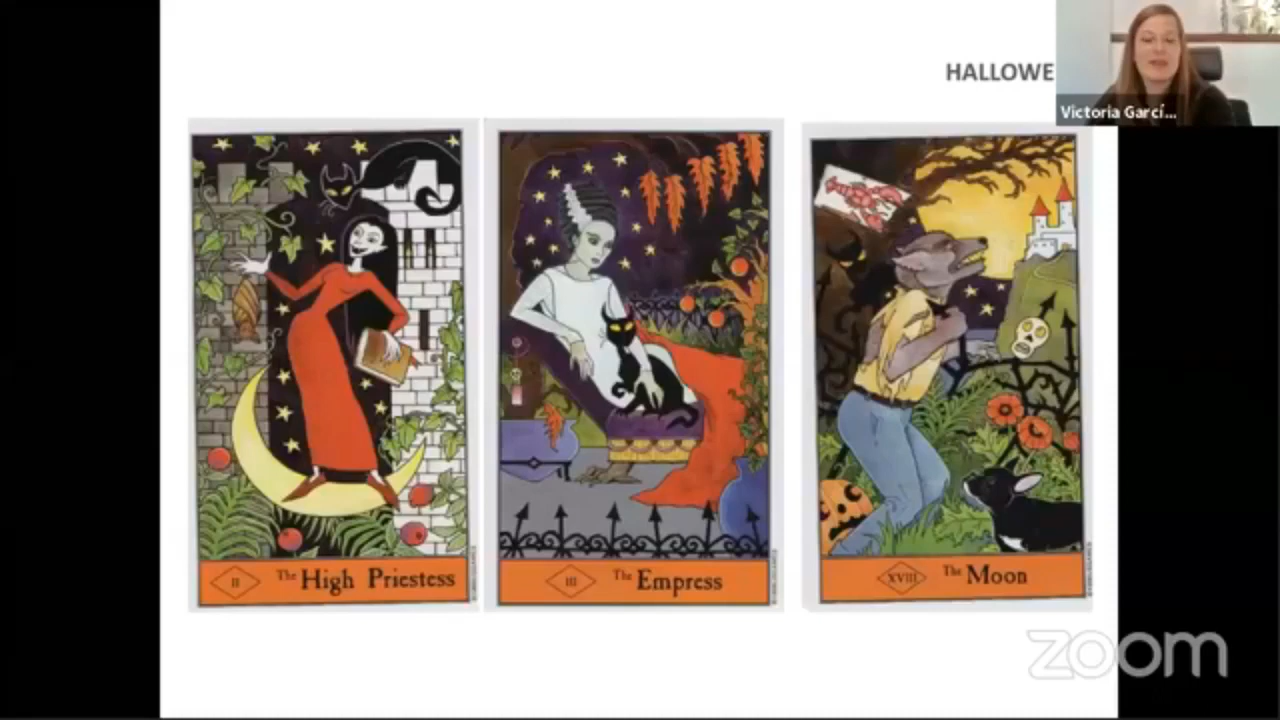 HALLOWE
Victoria Garcí...
II The High Priestess
III The Empress
XVIII The Moon
zoom